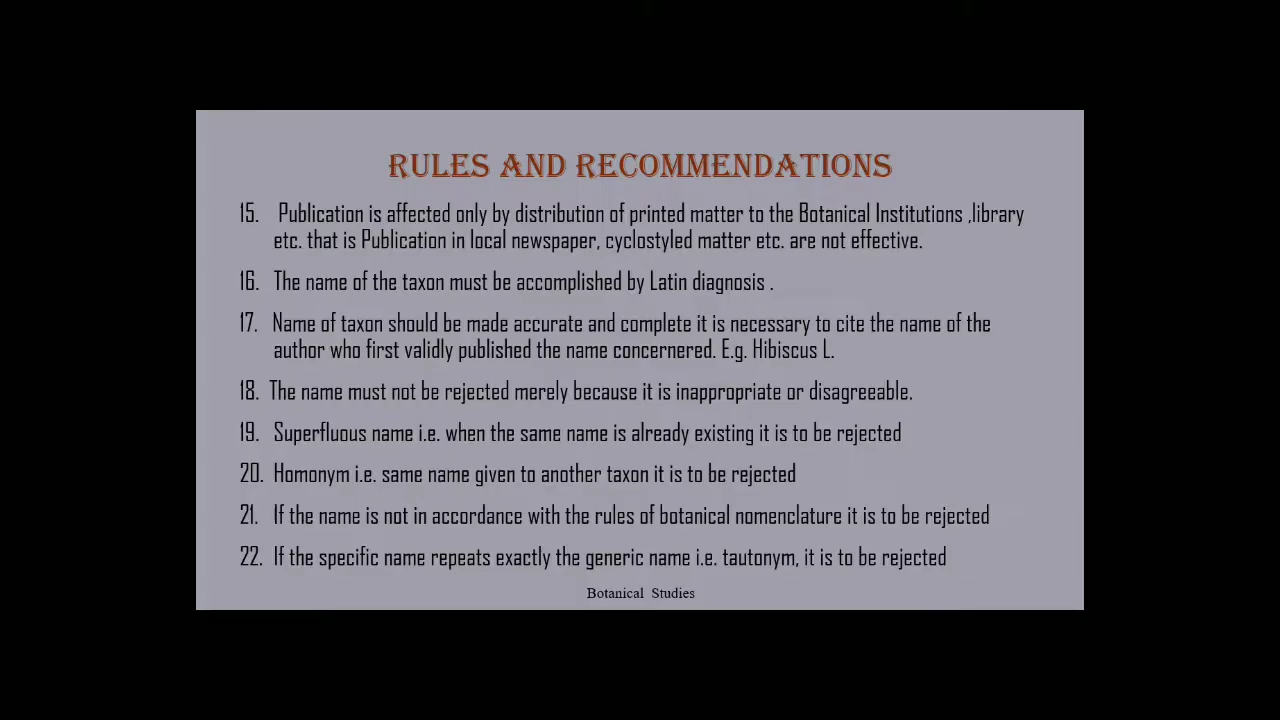 RULES AND RECOMMENDATIONS
15. Publication is affected only by distribution of printed matter to the Botanical Institutions ,library
etc. that is Publication in local newspaper, cyclostyled matter etc. are not effective.
16. The name of the taxon must be accomplished by Latin diagnosis .
17. Name of taxon should be made accurate and complete it is necessary to cite the name of the
author who first validly published the name concernered. E.g. Hibiscus L.
18. The name must not be rejected merely because it is inappropriate or disagreeable.
19. Superfluous name i.e. when the same name is already existing it is to be rejected
20. Homonym i.e. same name given to another taxon it is to be rejected
21. If the name is not in accordance with the rules of botanical nomenclature it is to be rejected
22. If the specific name repeats exactly the generic name i.e. tautonym, it is to be rejected
Botanical Studies